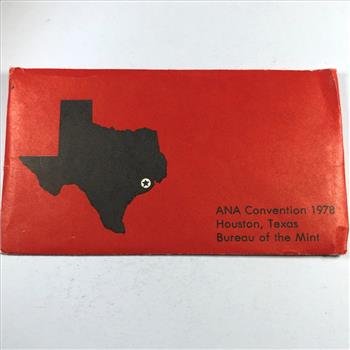 ANA Convention 1978
Houston, Texas
Bureau of the Mint